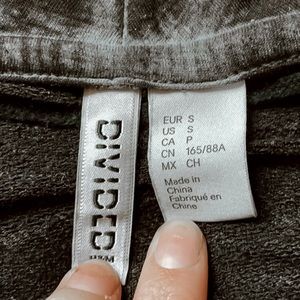 DIVIDED
EUR S
US S
CA P
CN 165/88A
MX CH
Made in
China
Fabriqué en
Chine